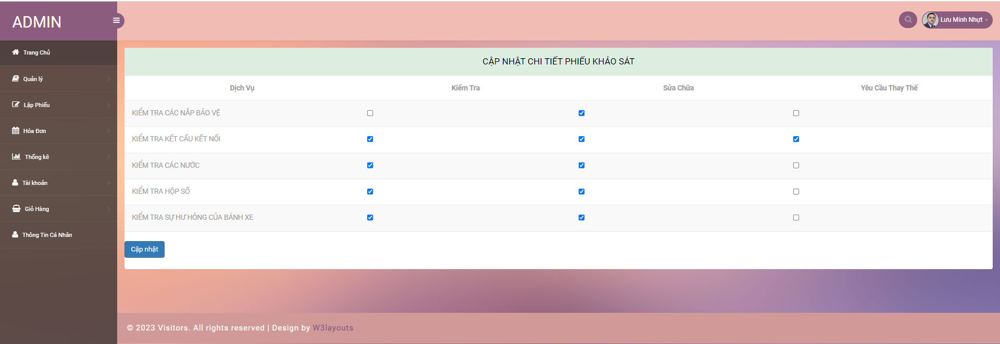 ADMIN
Lưu Minh Nhựt
Trang Chủ
Quản lý
Lập Phiếu
Hóa Đơn
Thống kê
Tài khoản
Giỏ Hàng
Thông Tin Cá Nhân
CẬP NHẬT CHI TIẾT PHIẾU KHẢO SÁT
Dịch Vụ Kiểm Tra Sửa Chữa Yêu Cầu Thay Thế
KIỂM TRA CÁC NẮP BẢO VỆ
KIỂM TRA KẾT CẤU KẾT NỐI
KIỂM TRA CÁC NƯỚC
KIỂM TRA HỘP SỐ
KIỂM TRA SỰ HƯ HỎNG CỦA BÁNH XE
Cập nhật
© 2023 Visitors. All rights reserved | Design by W3layouts